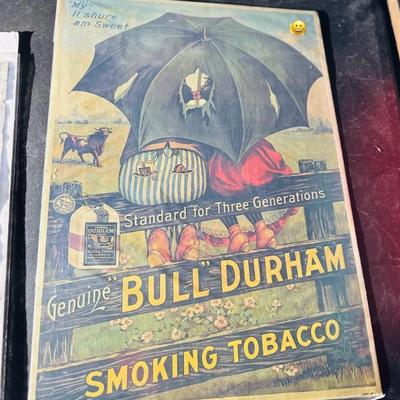 "My!
It shure
am Sweet
Standard for Three Generations
DURHAM
Genuine "BULL" DURHAM
SMOKING TOBACCO